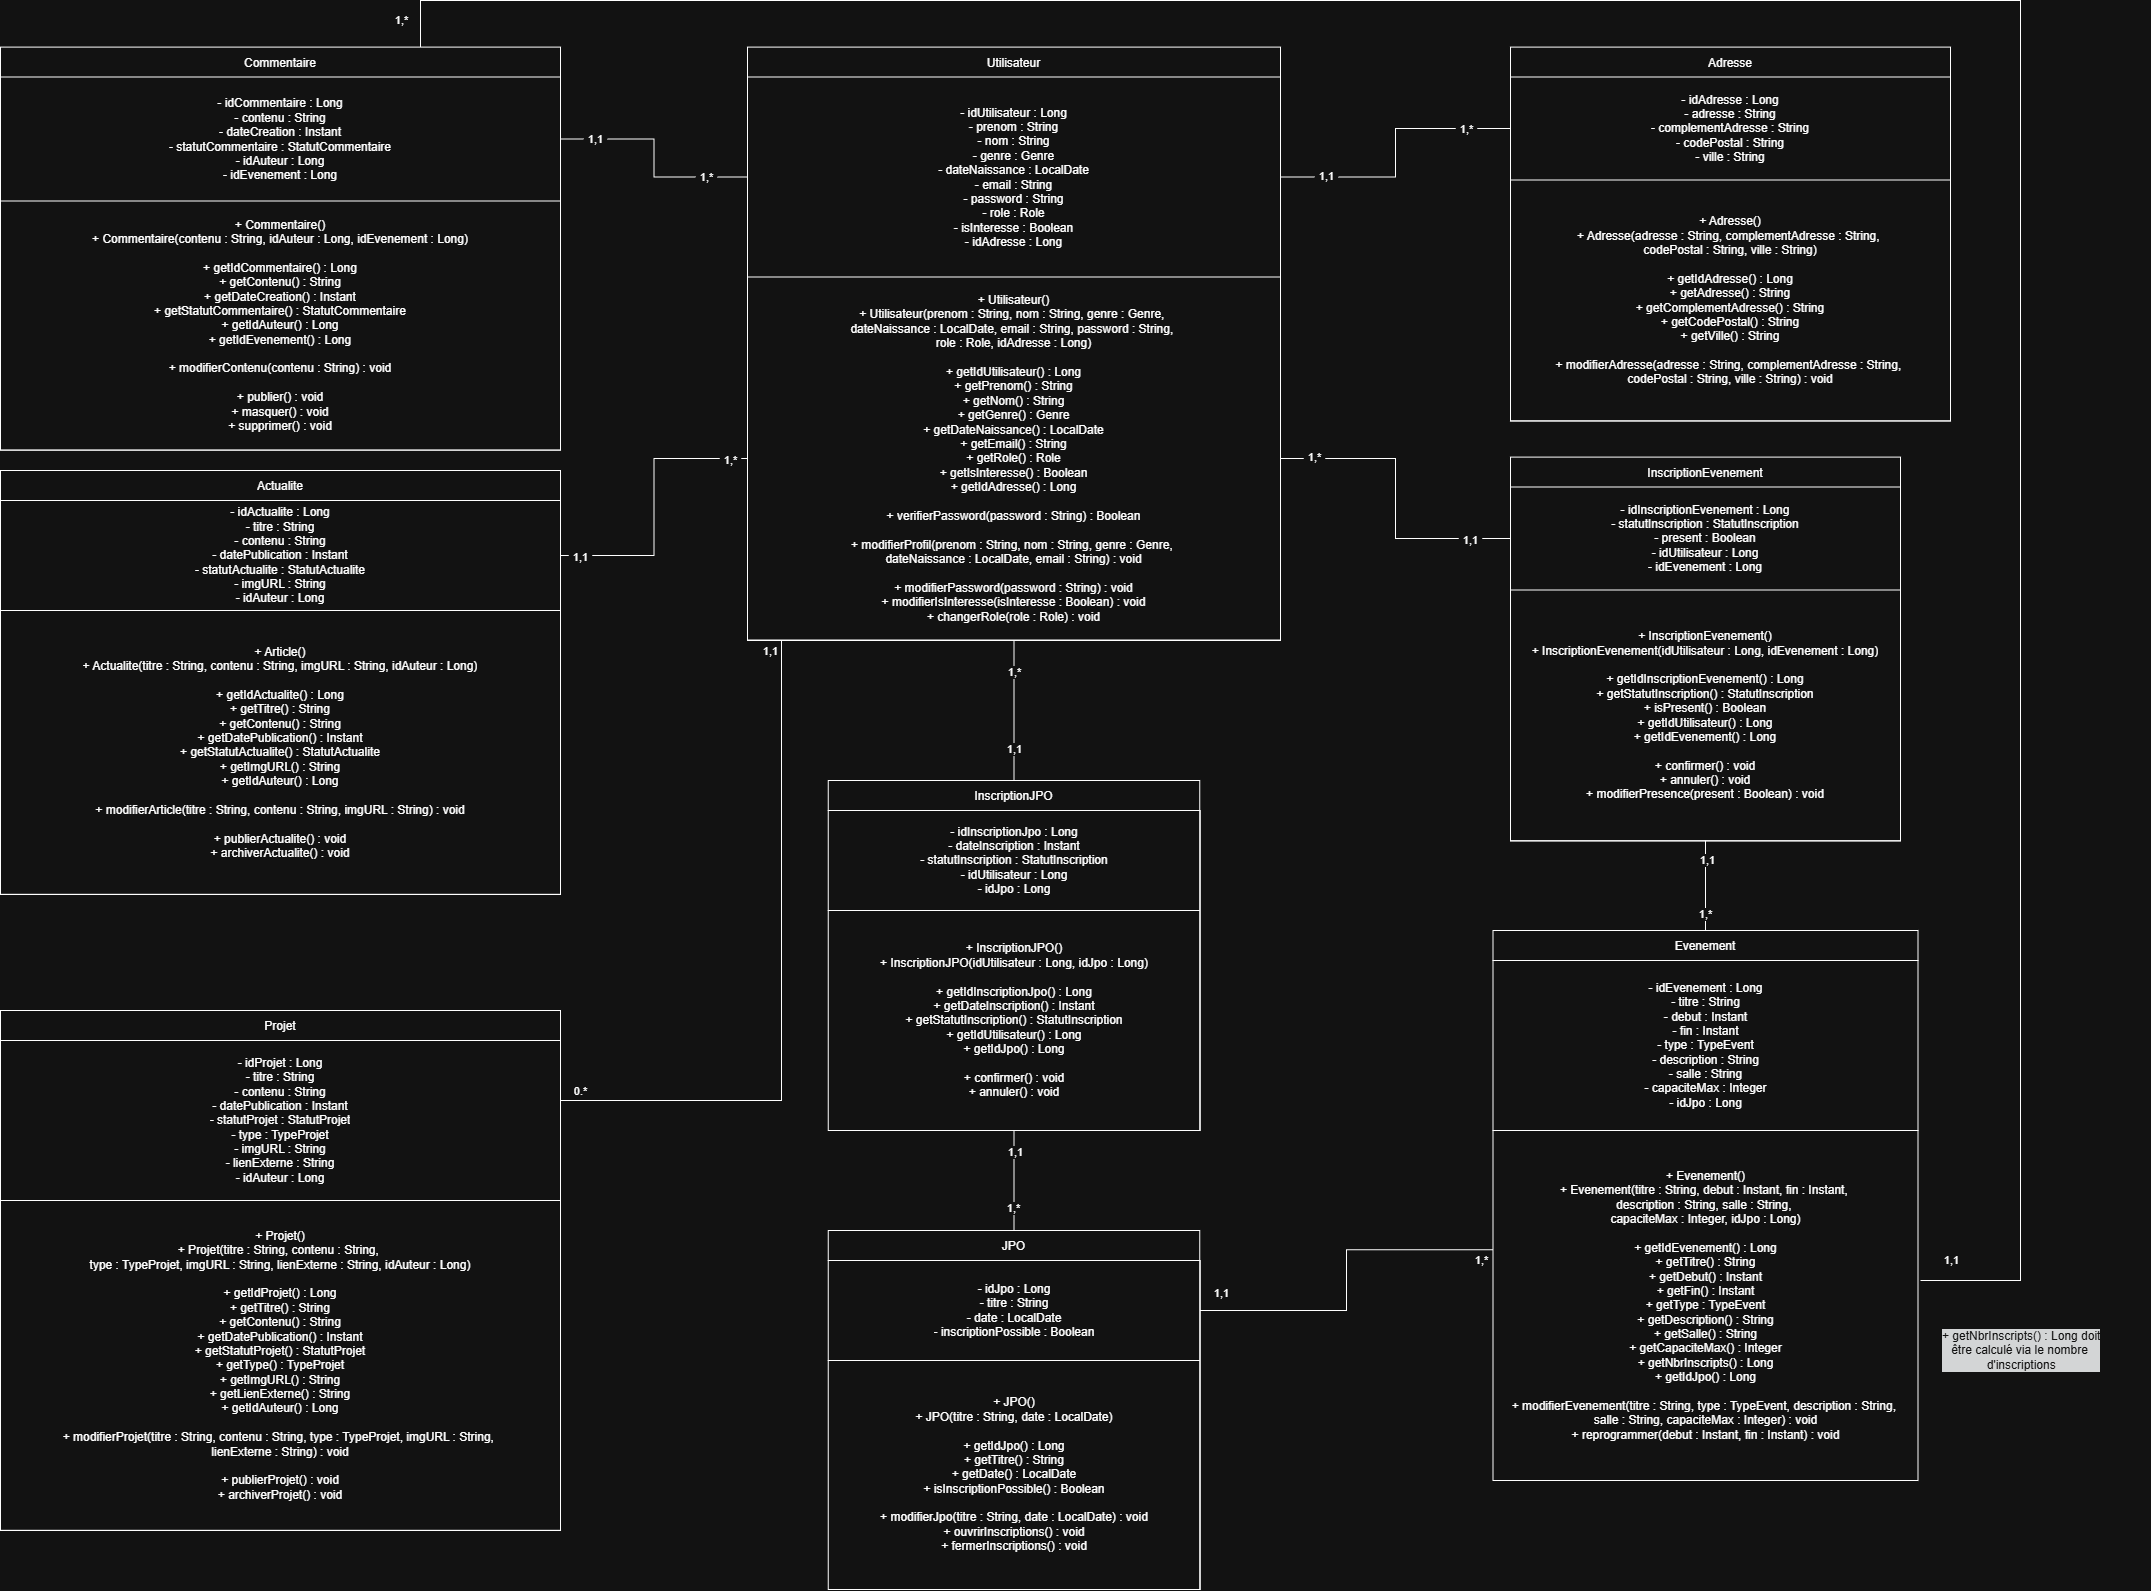 1,*
Commentaire
- idCommentaire : Long
- contenu : String
- dateCreation : Instant
- statutCommentaire : StatutCommentaire
- idAuteur : Long
- idEvenement : Long
+ Commentaire()
+ Commentaire(contenu : String, idAuteur : Long, idEvenement : Long)
+ getIdCommentaire() : Long
+ getContenu() : String
+ getDateCreation() : Instant
+ getStatutCommentaire() : StatutCommentaire
+ getIdAuteur() : Long
+ getIdEvenement() : Long
+ modifierContenu(contenu : String) : void
+ publier() : void
+ masquer() : void
+ supprimer() : void
1,1
1,*
Utilisateur
- idUtilisateur : Long
- prenom : String
- nom : String
- genre : Genre
- dateNaissance : LocalDate
- email : String
- password : String
- role : Role
- isInteresse : Boolean
- idAdresse : Long
+ Utilisateur()
+ Utilisateur(prenom : String, nom : String, genre : Genre,
dateNaissance : LocalDate, email : String, password : String,
role : Role, idAdresse : Long)
+ getIdUtilisateur() : Long
+ getPrenom() : String
+ getNom() : String
+ getGenre() : Genre
+ getDateNaissance() : LocalDate
+ getEmail() : String
+ getRole() : Role
+ getIsInteresse() : Boolean
+ getIdAdresse() : Long
+ verifierPassword(password : String) : Boolean
+ modifierProfil(prenom : String, nom : String, genre : Genre,
dateNaissance : LocalDate, email : String) : void
+ modifierPassword(password : String) : void
+ modifierIsInteresse(isInteresse : Boolean) : void
+ changerRole(role : Role) : void
1,1
1,*
Adresse
- idAdresse : Long
- adresse : String
- complementAdresse : String
- codePostal : String
- ville : String
+ Adresse()
+ Adresse(adresse : String, complementAdresse : String,
codePostal : String, ville : String)
+ getIdAdresse() : Long
+ getAdresse() : String
+ getComplementAdresse() : String
+ getCodePostal() : String
+ getVille() : String
+ modifierAdresse(adresse : String, complementAdresse : String,
codePostal : String, ville : String) : void
Actualite
- idActualite : Long
- titre : String
- contenu : String
- datePublication : Instant
- statutActualite : StatutActualite
- imgURL : String
- idAuteur : Long
+ Article()
+ Actualite(titre : String, contenu : String, imgURL : String, idAuteur : Long)
+ getIdActualite() : Long
+ getTitre() : String
+ getContenu() : String
+ getDatePublication() : Instant
+ getStatutActualite() : StatutActualite
+ getImgURL() : String
+ getIdAuteur() : Long
+ modifierArticle(titre : String, contenu : String, imgURL : String) : void
+ publierActualite() : void
+ archiverActualite() : void
1,1
1,*
1,*
1,1
InscriptionEvenement
- idInscriptionEvenement : Long
- statutInscription : StatutInscription
- present : Boolean
- idUtilisateur : Long
- idEvenement : Long
+ InscriptionEvenement()
+ InscriptionEvenement(idUtilisateur : Long, idEvenement : Long)
+ getIdInscriptionEvenement() : Long
+ getStatutInscription() : StatutInscription
+ isPresent() : Boolean
+ getIdUtilisateur() : Long
+ getIdEvenement() : Long
+ confirmer() : void
+ annuler() : void
+ modifierPresence(present : Boolean) : void
1,1
1,*
1,1
InscriptionJPO
- idInscriptionJpo : Long
- dateInscription : Instant
- statutInscription : StatutInscription
- idUtilisateur : Long
- idJpo : Long
+ InscriptionJPO()
+ InscriptionJPO(idUtilisateur : Long, idJpo : Long)
+ getIdInscriptionJpo() : Long
+ getDateInscription() : Instant
+ getStatutInscription() : StatutInscription
+ getIdUtilisateur() : Long
+ getIdJpo() : Long
+ confirmer() : void
+ annuler() : void
1,1
1,*
1,1
1,*
Projet
- idProjet : Long
- titre : String
- contenu : String
- datePublication : Instant
- statutProjet : StatutProjet
- type : TypeProjet
- imgURL : String
- lienExterne : String
- idAuteur : Long
+ Projet()
+ Projet(titre : String, contenu : String,
type : TypeProjet, imgURL : String, lienExterne : String, idAuteur : Long)
+ getIdProjet() : Long
+ getTitre() : String
+ getContenu() : String
+ getDatePublication() : Instant
+ getStatutProjet() : StatutProjet
+ getType() : TypeProjet
+ getImgURL() : String
+ getLienExterne() : String
+ getIdAuteur() : Long
+ modifierProjet(titre : String, contenu : String, type : TypeProjet, imgURL : String,
lienExterne : String) : void
+ publierProjet() : void
+ archiverProjet() : void
0.*
JPO
- idJpo : Long
- titre : String
- date : LocalDate
- inscriptionPossible : Boolean
+ JPO()
+ JPO(titre : String, date : LocalDate)
+ getIdJpo() : Long
+ getTitre() : String
+ getDate() : LocalDate
+ isInscriptionPossible() : Boolean
+ modifierJpo(titre : String, date : LocalDate) : void
+ ouvrirInscriptions() : void
+ fermerInscriptions() : void
1,1
1,*
Evenement
- idEvenement : Long
- titre : String
- debut : Instant
- fin : Instant
- type : TypeEvent
- description : String
- salle : String
- capaciteMax : Integer
- idJpo : Long
+ Evenement()
+ Evenement(titre : String, debut : Instant, fin : Instant,
description : String, salle : String,
capaciteMax : Integer, idJpo : Long)
+ getIdEvenement() : Long
+ getTitre() : String
+ getDebut() : Instant
+ getFin() : Instant
+ getType : TypeEvent
+ getDescription() : String
+ getSalle() : String
+ getCapaciteMax() : Integer
+ getNbrInscripts() : Long
+ getIdJpo() : Long
+ modifierEvenement(titre : String, type : TypeEvent, description : String,
salle : String, capaciteMax : Integer) : void
+ reprogrammer(debut : Instant, fin : Instant) : void
1,1
+ getNbrInscripts() : Long doit
être calculé via le nombre
d'inscriptions